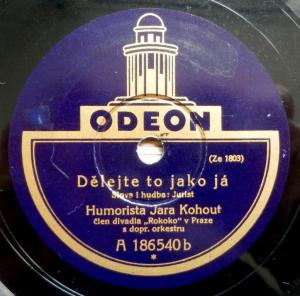 ODEON
(Ze 1803)
Dělejte to jako já
Slova i hudba: Jurist
Humorista Jara Kohout
člen divadla „Rokoko" v Praze
s dopr. orkestru
A 186540b
*